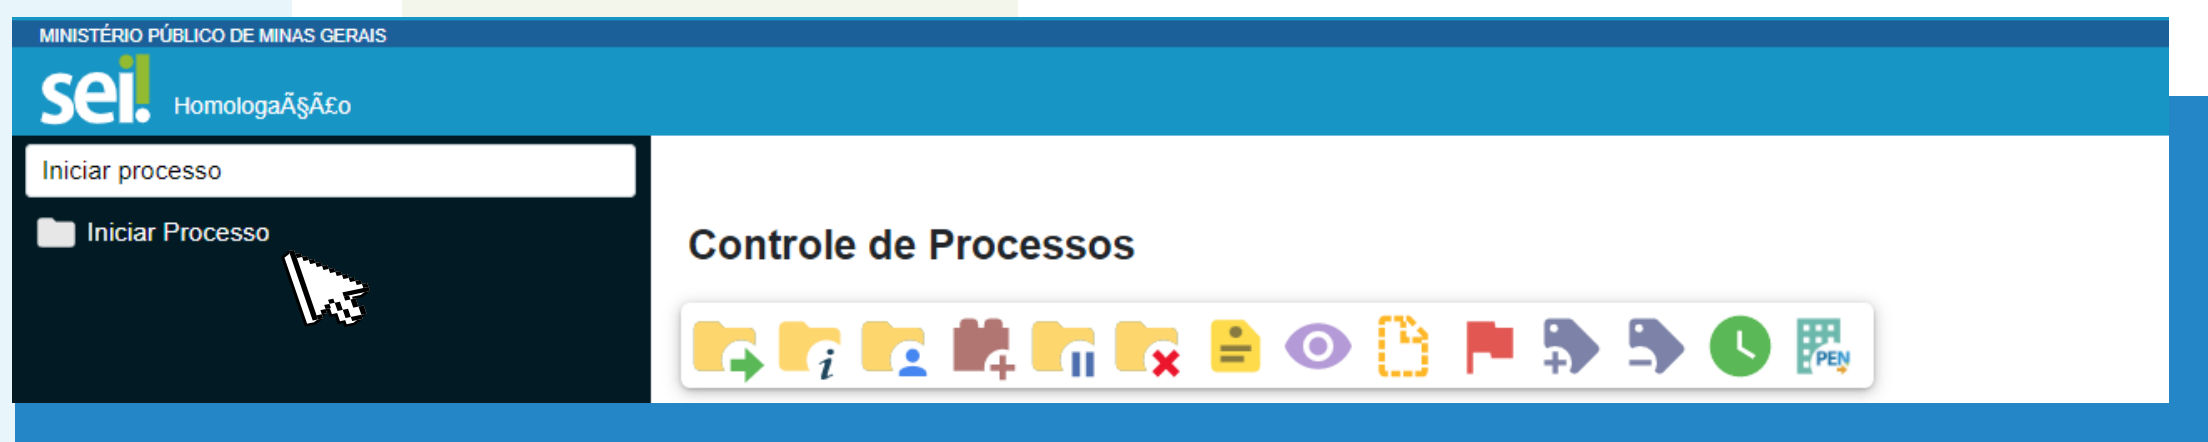 MINISTÉRIO PÚBLICO DE MINAS GERAIS
sei!
HomologaÃ§Ã£o
Iniciar processo
Iniciar Processo
Controle de Processos
i
PEN